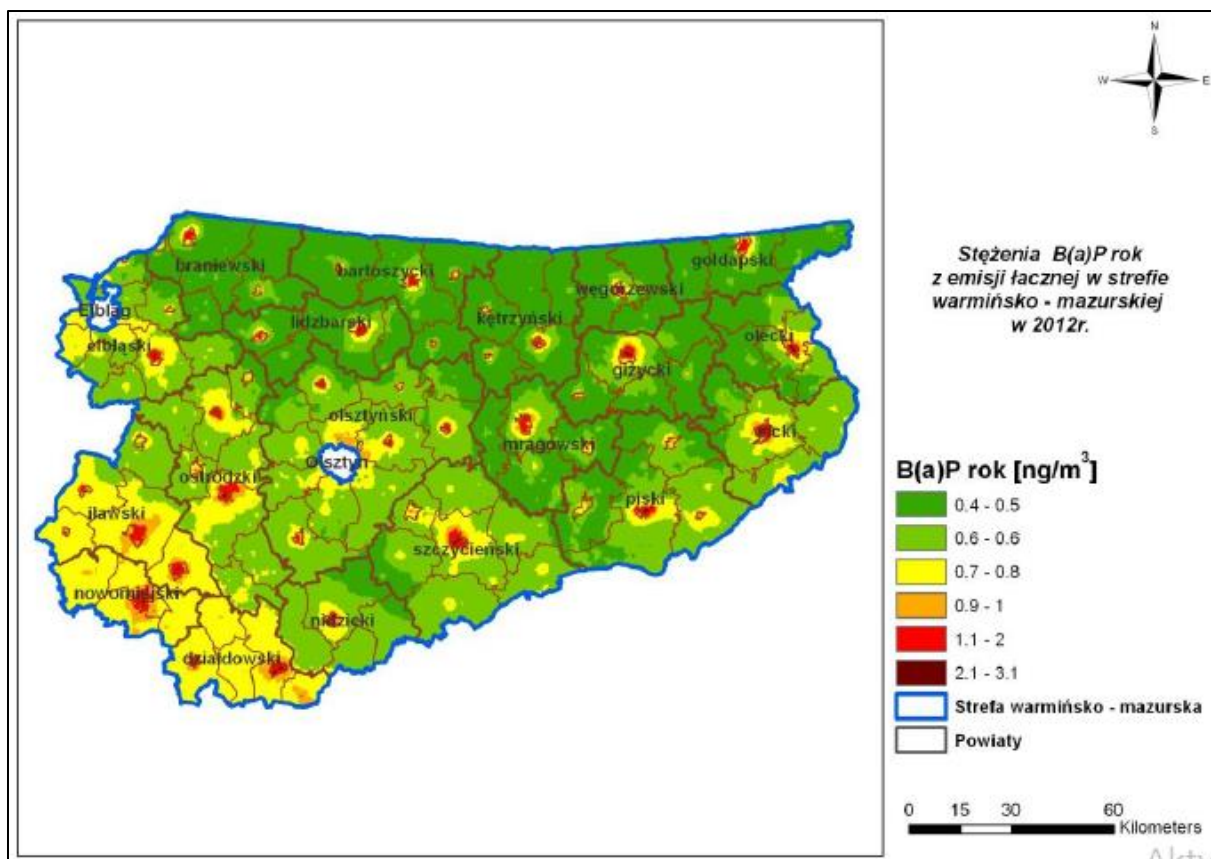 N
W E
S
Stężenia B(a)P rok
z emisji łacznej w strefie
warmińsko - mazurskiej
w 2012r.
braniewski
bartoszycki
gołdapski
węgorzewski
Elbląg
lidzbarski
kętrzyński
olecki
elbląski
giżycki
olsztyński
mrągowski
ełcki
Olsztyn
ostródzki
piski
iławski
szczycieński
nowomiejski
nidzicki
działdowski
B(a)P rok [ng/m³]
0.4 - 0.5
0.6 - 0.6
0.7 - 0.8
0.9 - 1
1.1 - 2
2.1 - 3.1
Strefa warmińsko - mazurska
Powiaty
0 15 30 60
Kilometers